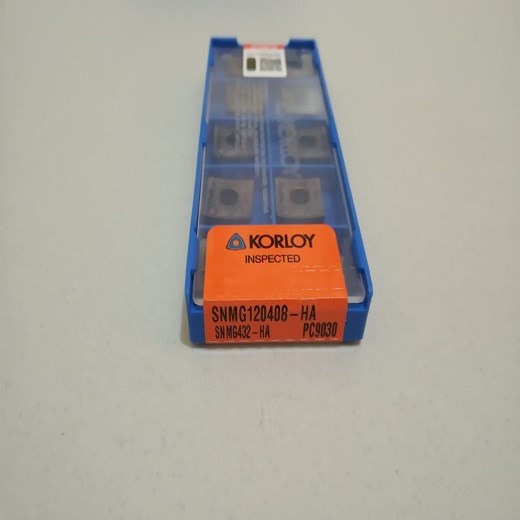 KORLOY
INSPECTED
SNMG120408-HA
SNMG432-HA PC9030